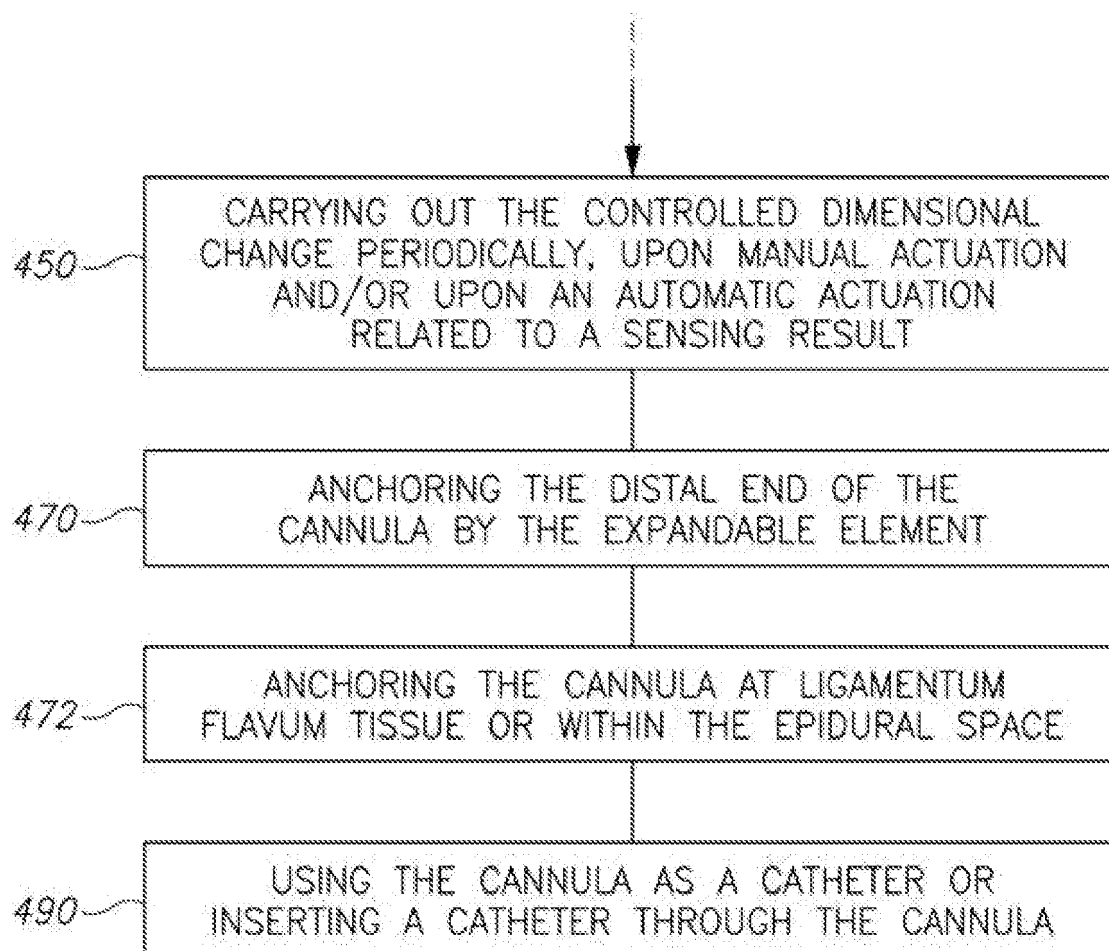 CARRYING OUT THE CONTROLLED DIMENSIONAL
450 CHANGE PERIODICALLY, UPON MANUAL ACTUATION
AND/OR UPON AN AUTOMATIC ACTUATION
RELATED TO A SENSING RESULT
ANCHORING THE DISTAL END OF THE
470 CANNULA BY THE EXPANDABLE ELEMENT
ANCHORING THE CANNULA AT LIGAMENTUM
472 FLAVUM TISSUE OR WITHIN THE EPIDURAL SPACE
USING THE CANNULA AS A CATHETER OR
490 INSERTING A CATHETER THROUGH THE CANNULA